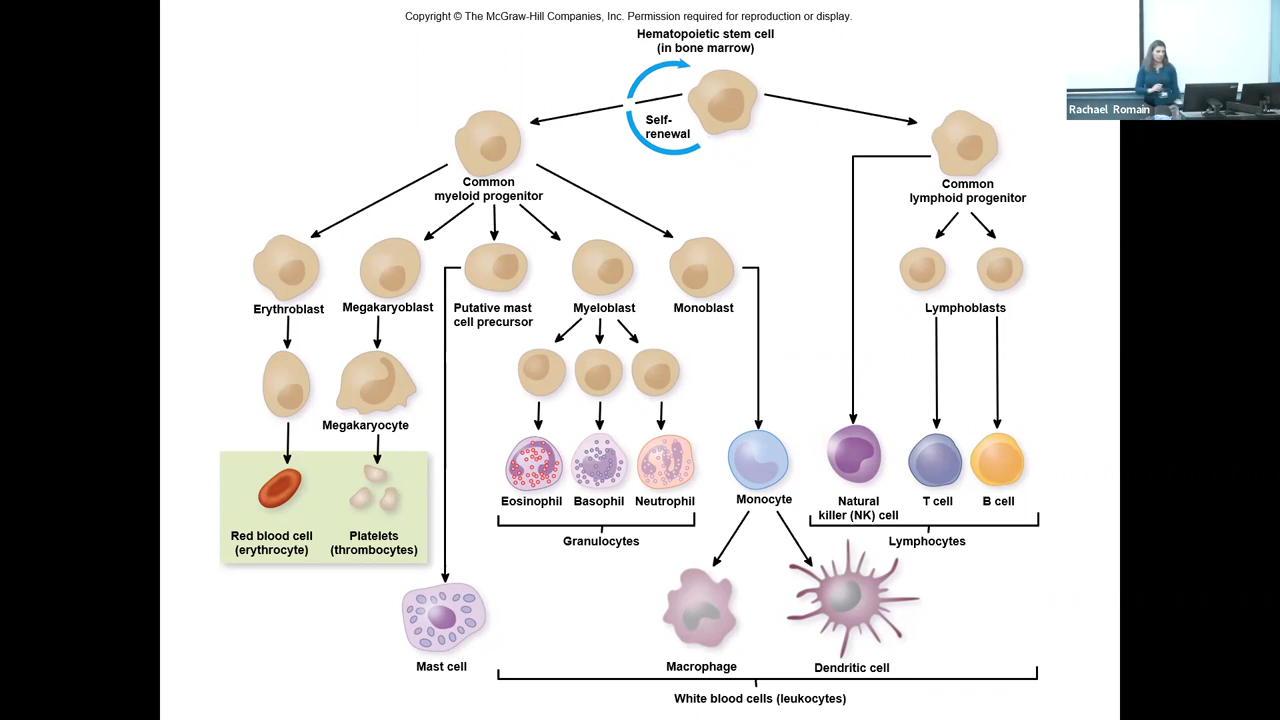 Copyright © The McGraw-Hill Companies, Inc. Permission required for reproduction or display.
Hematopoietic stem cell
(in bone marrow)
Rachael Romain
Self-
renewal
Common
myeloid progenitor
Common
lymphoid progenitor
Erythroblast
Megakaryoblast
Putative mast
cell precursor
Myeloblast
Monoblast
Lymphoblasts
Megakaryocyte
Eosinophil
Basophil
Neutrophil
Monocyte
Natural
killer (NK) cell
T cell
B cell
Red blood cell
(erythrocyte)
Platelets
(thrombocytes)
Granulocytes
Lymphocytes
Mast cell
Macrophage
Dendritic cell
White blood cells (leukocytes)